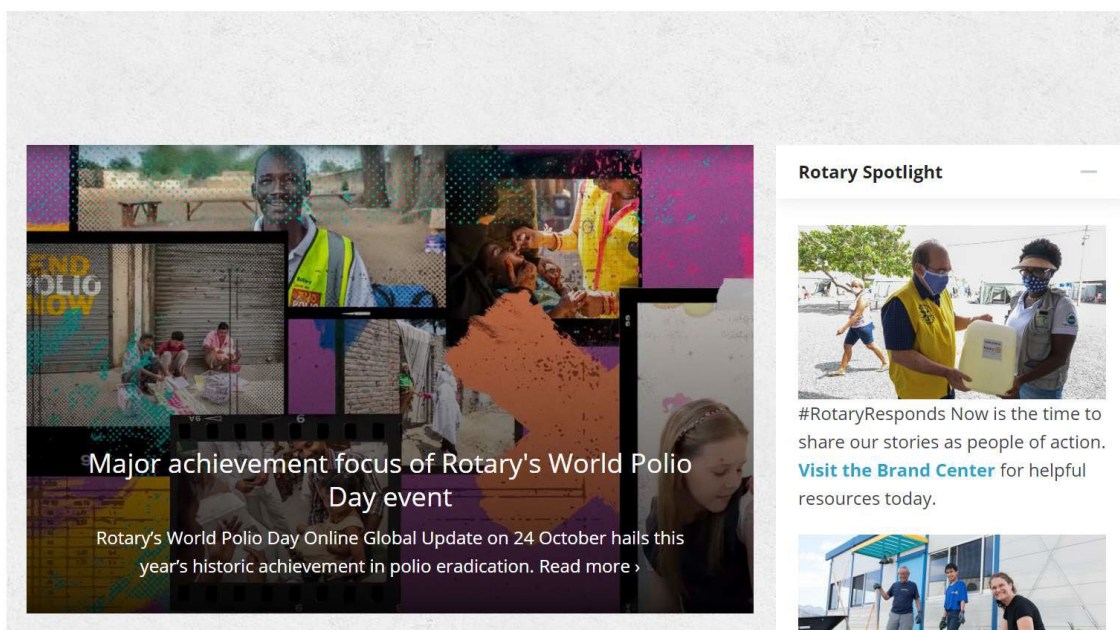 END
POLIO
NOW
Major achievement focus of Rotary's World Polio
Day event
Rotary’s World Polio Day Online Global Update on 24 October hails this
year’s historic achievement in polio eradication. Read more ›
Rotary Spotlight
#RotaryResponds Now is the time to
share our stories as people of action.
Visit the Brand Center for helpful
resources today.